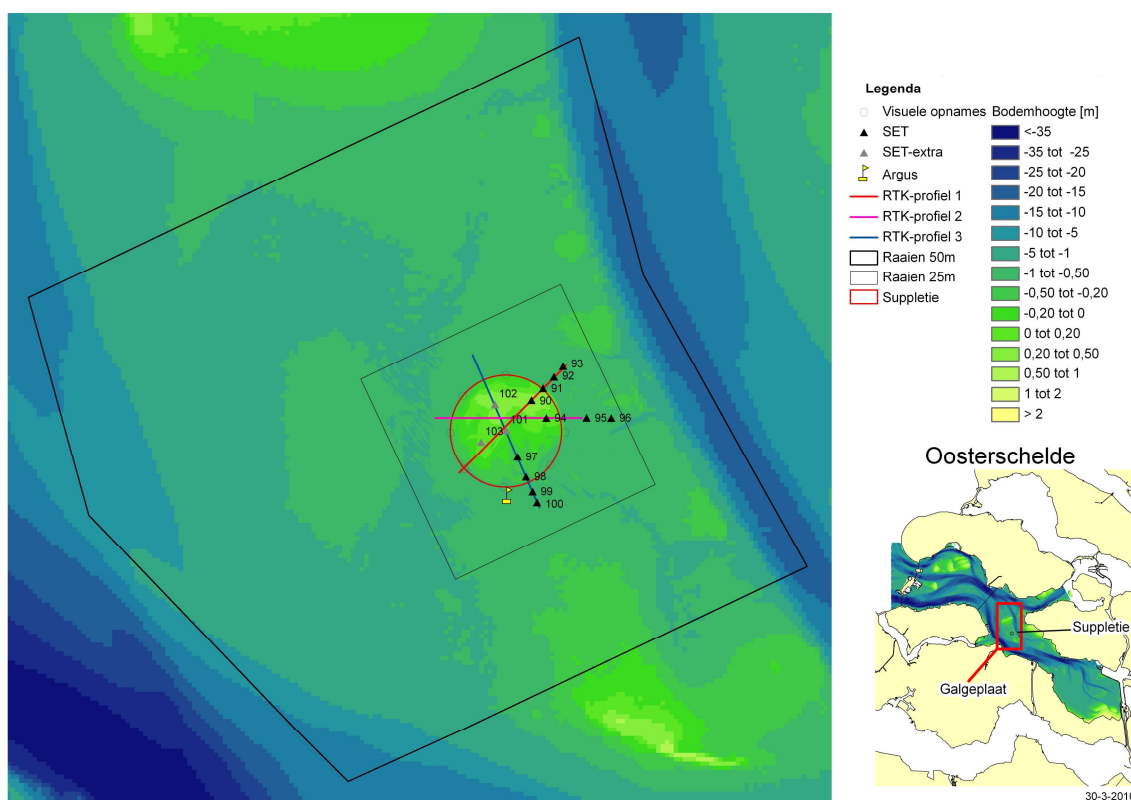 93
92
91
90
102
94
95
96
101
103
97
98
99
100
Legenda
Visuele opnames
SET
SET-extra
Argus
RTK-profiel 1
RTK-profiel 2
RTK-profiel 3
Raaien 50m
Raaien 25m
Suppletie
Bodemhoogte [m]
<-35
-35 tot -25
-25 tot -20
-20 tot -15
-15 tot -10
-10 tot -5
-5 tot -1
-1 tot -0,50
-0,50 tot -0,20
-0,20 tot 0
0 tot 0,20
0,20 tot 0,50
0,50 tot 1
1 tot 2
> 2
Oosterschelde
Suppletie
Galgeplaat
30-3-2010